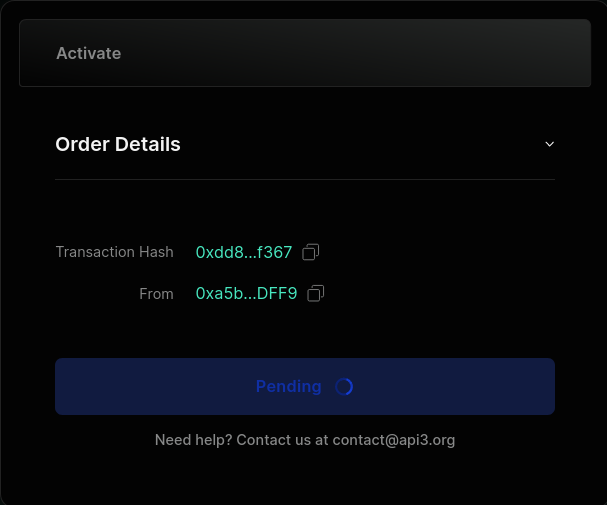 Activate
Order Details
Transaction Hash 0xdd8...f367
From 0xa5b...DFF9
Pending
Need help? Contact us at contact@api3.org